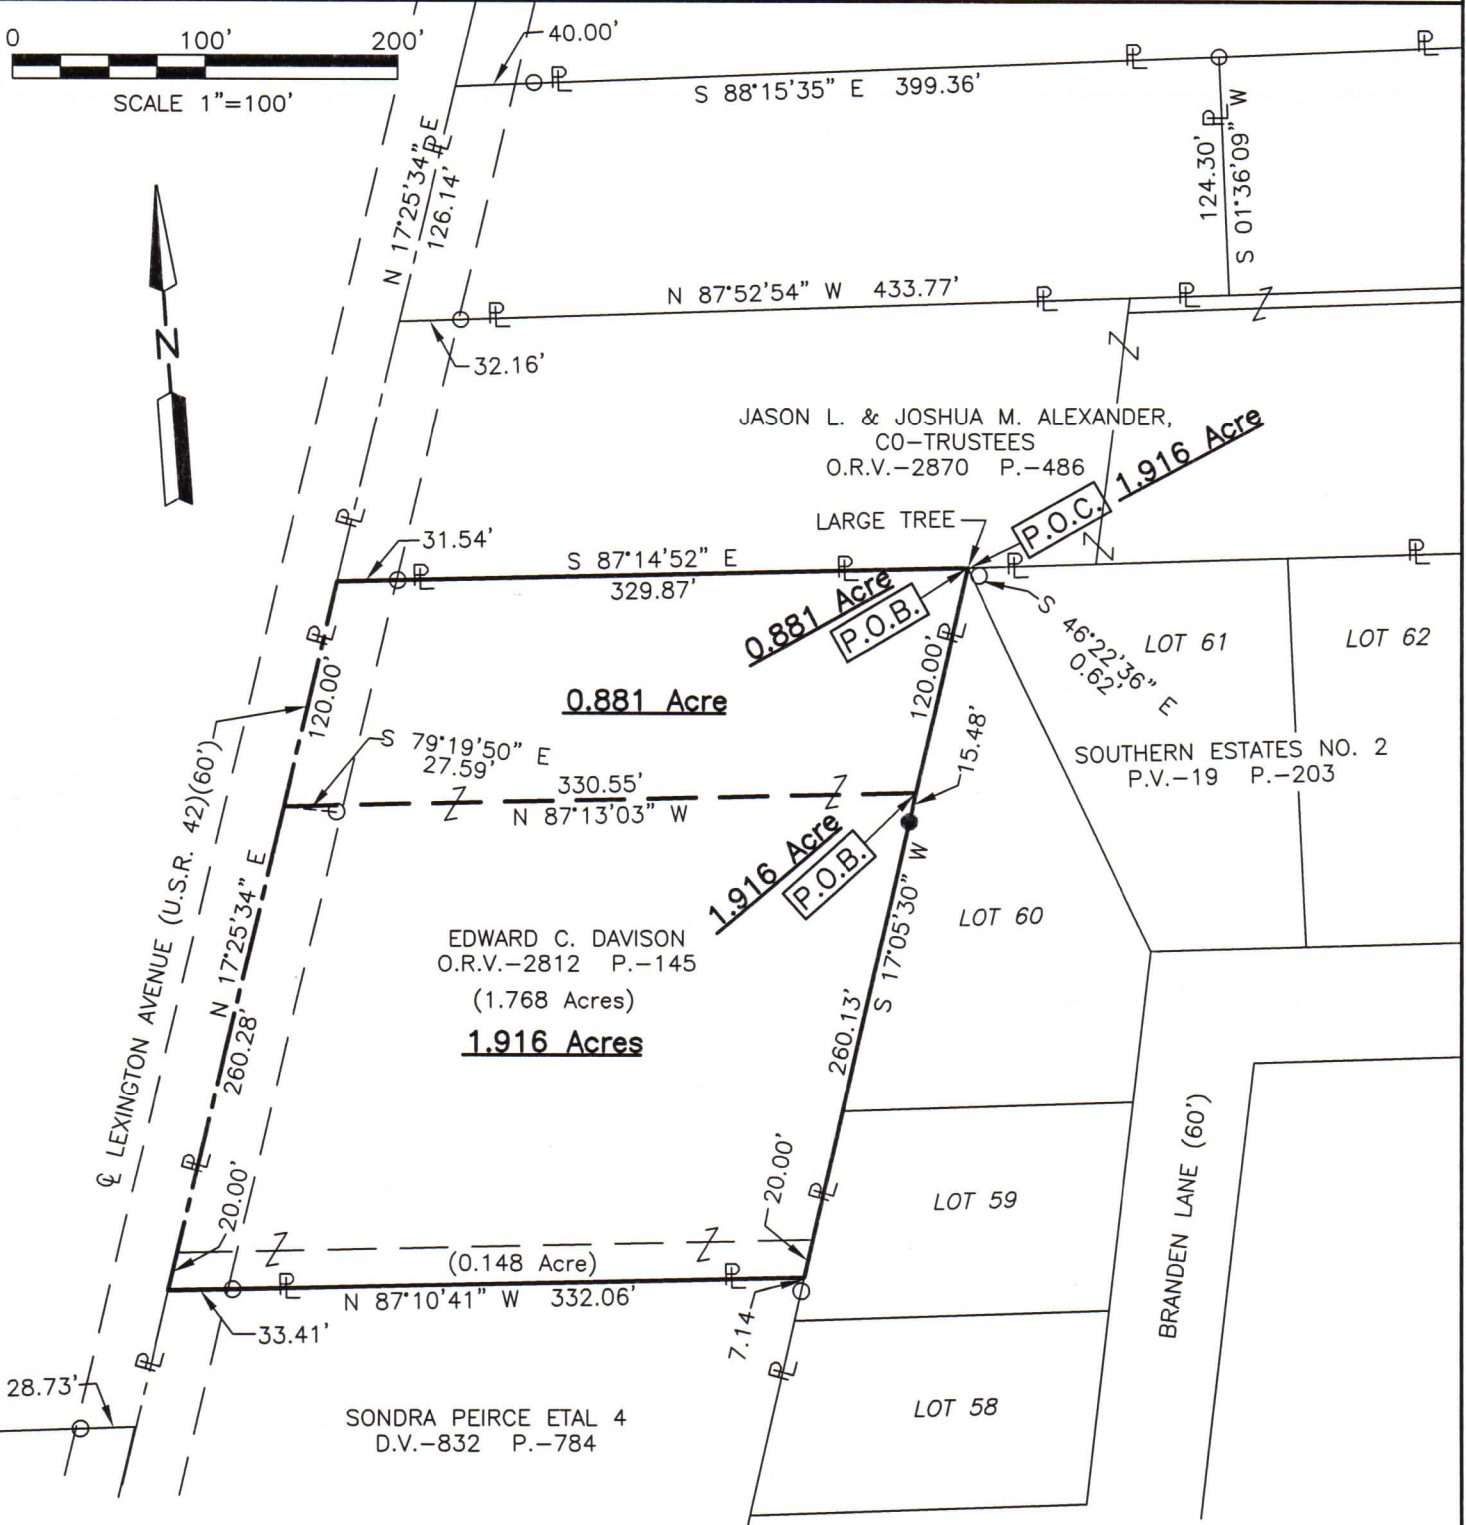 0 100' 200'
SCALE 1"=100'
40.00'
S 88°15'35" E 399.36'
N 17°25'34" E
126.14'
124.30'
S 01°36'09" W
N
N 87°52'54" W 433.77'
32.16'
JASON L. & JOSHUA M. ALEXANDER,
CO-TRUSTEES
O.R.V.-2870 P.-486
P.O.C. 1.916 Acre
LARGE TREE
31.54'
S 87°14'52" E
329.87'
0.881 Acre
P.O.B.
S 46°22'36" E
0.62'
LOT 61
LOT 62
120.00'
120.00'
0.881 Acre
S 79°19'50" E
27.59'
330.55'
N 87°13'03" W
15.48'
SOUTHERN ESTATES NO. 2
P.V.-19 P.-203
1.916 Acre
P.O.B.
LOT 60
℄ LEXINGTON AVENUE (U.S.R. 42)(60')
N 17°25'34" E
260.28'
EDWARD C. DAVISON
O.R.V.-2812 P.-145
(1.768 Acres)
1.916 Acres
S 17°05'30" W
260.13'
20.00'
20.00'
LOT 59
(0.148 Acre)
N 87°10'41" W 332.06'
33.41'
7.14'
BRANDEN LANE (60')
28.73'
SONDRA PEIRCE ETAL 4
D.V.-832 P.-784
LOT 58